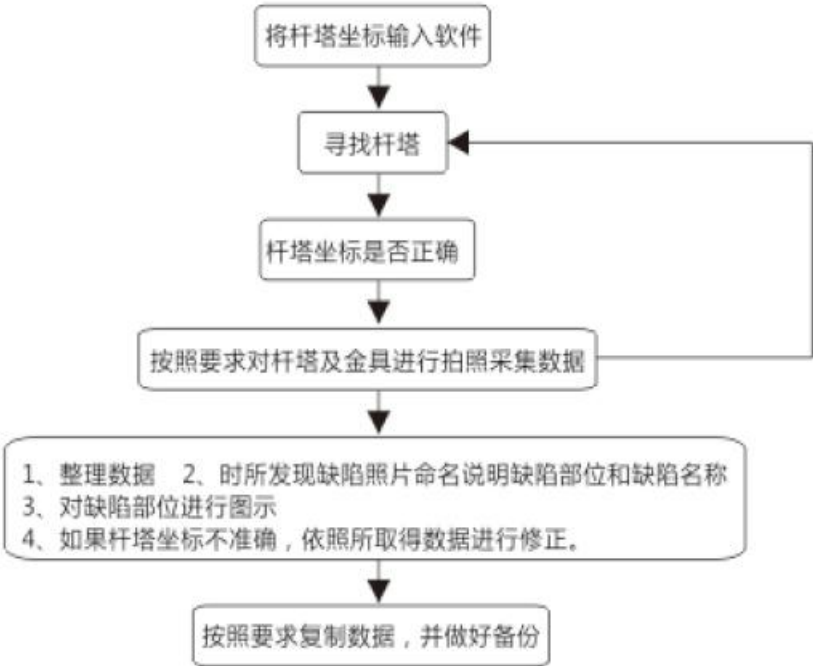 将杆塔坐标输入软件
寻找杆塔
杆塔坐标是否正确
按照要求对杆塔及金具进行拍照采集数据
1、整理数据 2、时所发现缺陷照片命名说明缺陷部位和缺陷名称
3、对缺陷部位进行图示
4、如果杆塔坐标不准确，依照所取得数据进行修正。
按照要求复制数据，并做好备份